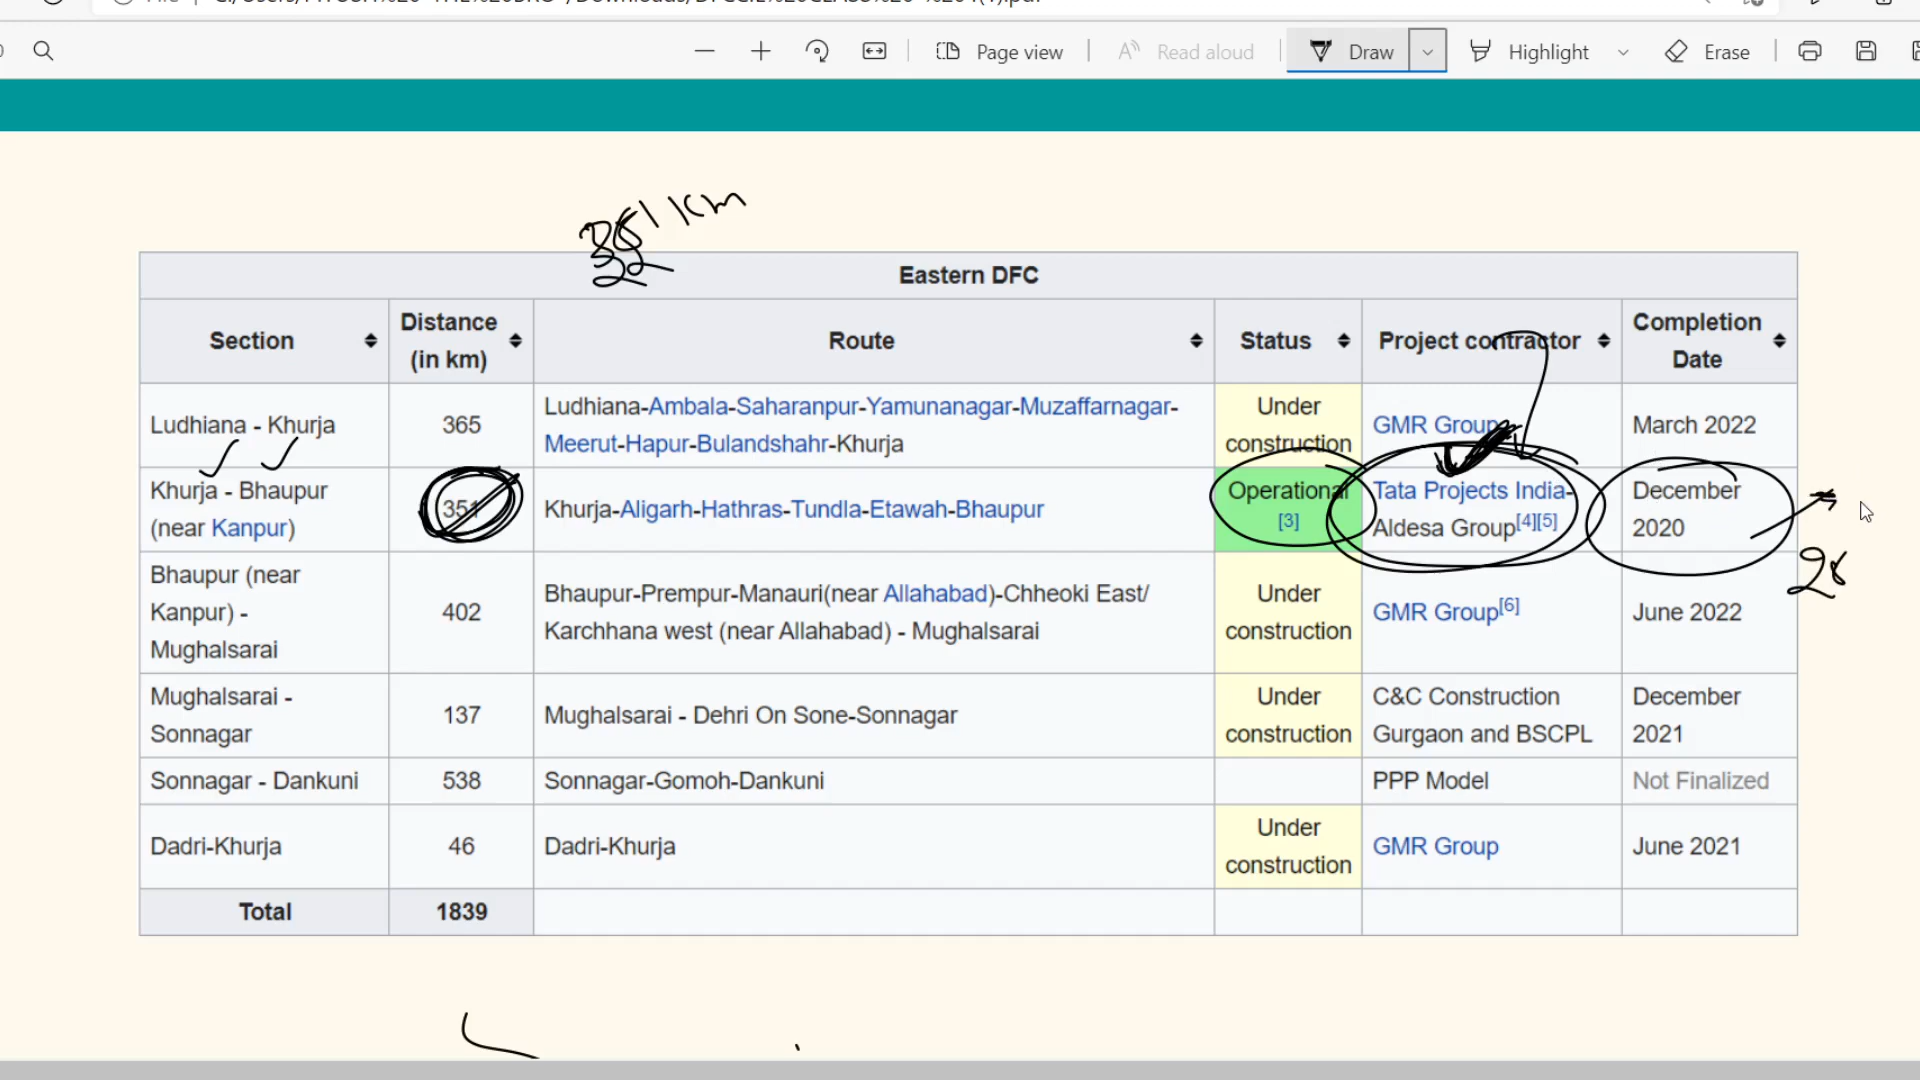 Page view
Read aloud
Draw
Highlight
Erase
351 km
Eastern DFC
Section
Distance
(in km)
Route
Status
Project contractor
Completion
Date
Ludhiana - Khurja
365
Ludhiana-Ambala-Saharanpur-Yamunanagar-Muzaffarnagar-
Meerut-Hapur-Bulandshahr-Khurja
Under
construction
GMR Group
March 2022
Khurja - Bhaupur
(near Kanpur)
351
Khurja-Aligarh-Hathras-Tundla-Etawah-Bhaupur
Operational
[3]
Tata Projects India-
Aldesa Group[4][5]
December
2020
Bhaupur (near
Kanpur) -
Mughalsarai
402
Bhaupur-Prempur-Manauri(near Allahabad)-Chheoki East/
Karchhana west (near Allahabad) - Mughalsarai
Under
construction
GMR Group[6]
June 2022
Mughalsarai -
Sonnagar
137
Mughalsarai - Dehri On Sone-Sonnagar
Under
construction
C&C Construction
Gurgaon and BSCPL
December
2021
Sonnagar - Dankuni
538
Sonnagar-Gomoh-Dankuni
PPP Model
Not Finalized
Dadri-Khurja
46
Dadri-Khurja
Under
construction
GMR Group
June 2021
Total
1839